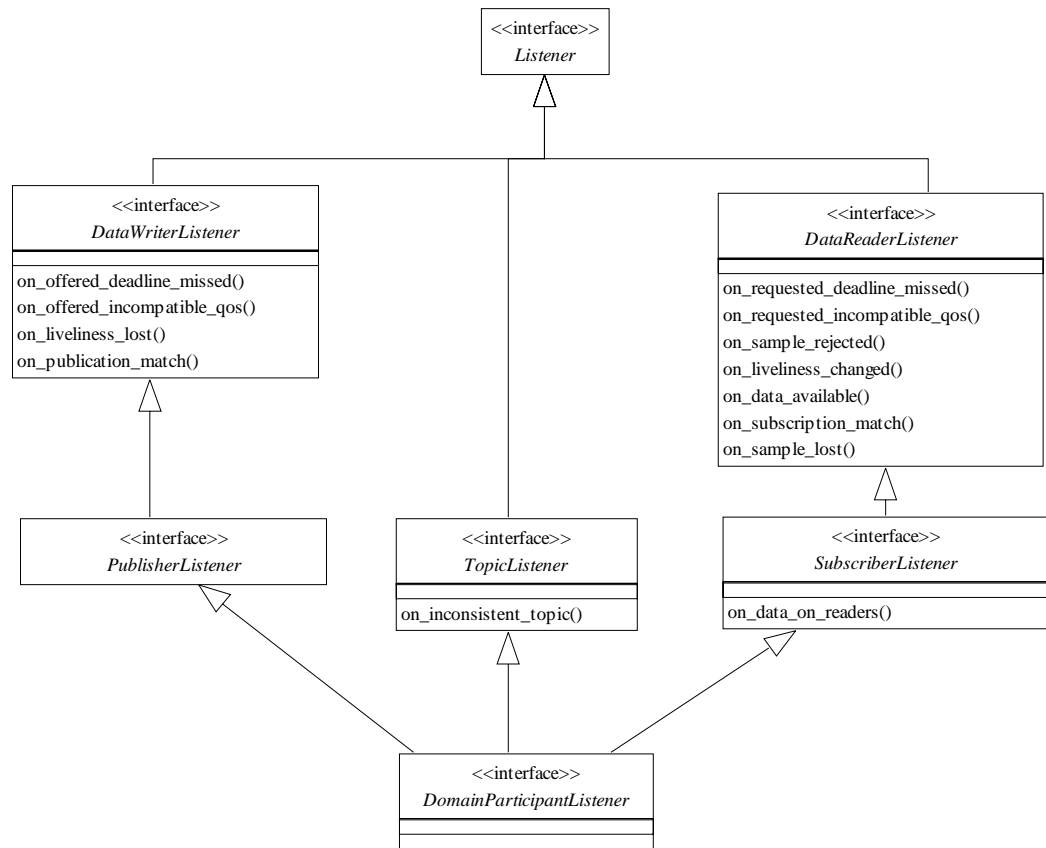 <<interface>>
Listener
<<interface>>
DataWriterListener
on_offered_deadline_missed()
on_offered_incompatible_qos()
on_liveliness_lost()
on_publication_match()
<<interface>>
DataReaderListener
on_requested_deadline_missed()
on_requested_incompatible_qos()
on_sample_rejected()
on_liveliness_changed()
on_data_available()
on_subscription_match()
on_sample_lost()
<<interface>>
PublisherListener
<<interface>>
TopicListener
on_inconsistent_topic()
<<interface>>
SubscriberListener
on_data_on_readers()
<<interface>>
DomainParticipantListener